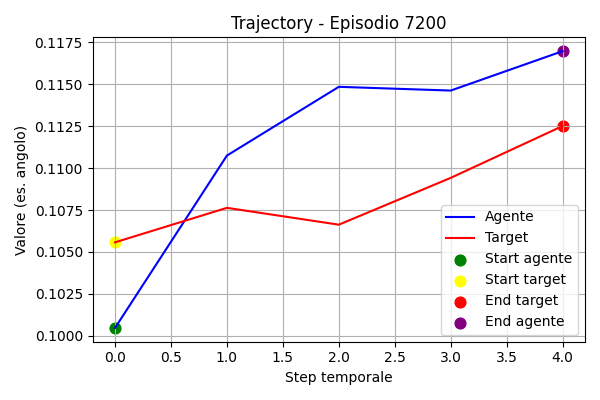 Trajectory - Episodio 7200
Valore (es. angolo)
0.1175
0.1150
0.1125
0.1100
0.1075
0.1050
0.1025
0.1000
Agente
Target
Start agente
Start target
End target
End agente
0.0 0.5 1.0 1.5 2.0 2.5 3.0 3.5 4.0
Step temporale